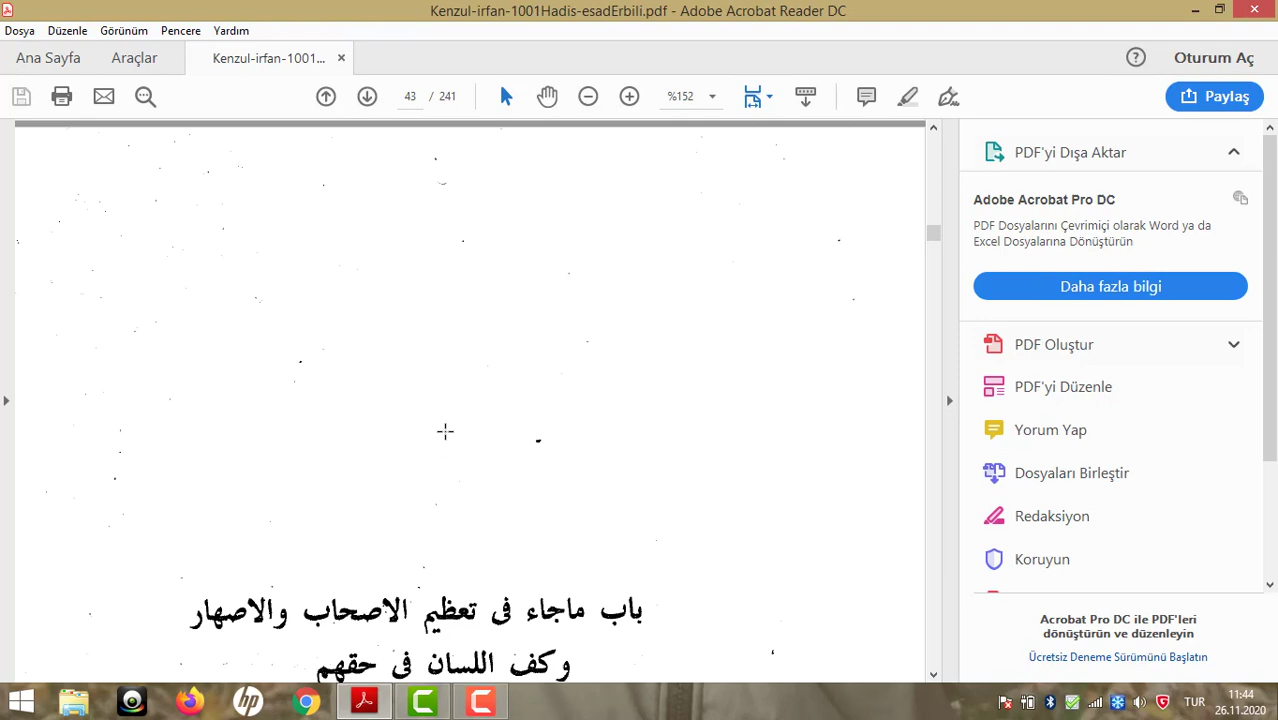 Kenzul-irfan-1001Hadis-esadErbili.pdf - Adobe Acrobat Reader DC
Dosya Düzenle Görünüm Pencere Yardım
Ana Sayfa Araçlar Kenzul-irfan-1001... × Oturum Aç
43 / 241 %152 Paylaş
PDF'yi Dışa Aktar
Adobe Acrobat Pro DC
PDF Dosyalarını Çevrimiçi olarak Word ya da
Excel Dosyalarına Dönüştürün
Daha fazla bilgi
PDF Oluştur
PDF'yi Düzenle
Yorum Yap
Dosyaları Birleştir
Redaksiyon
Koruyun
باب ماجاء فى تعظيم الاصحاب والاصهار
وكف اللسان فى حقهم
Acrobat Pro DC ile PDF'leri
dönüştürün ve düzenleyin
Ücretsiz Deneme Sürümünü Başlatın
TUR 11:44
26.11.2020